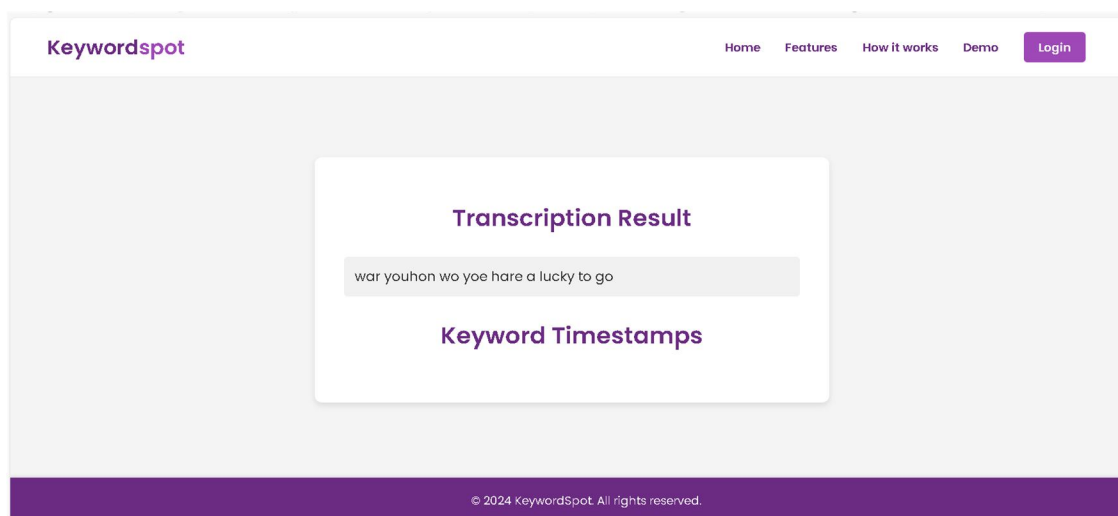 Keywordspot
Home Features How it works Demo Login
Transcription Result
war youhon wo yoe hare a lucky to go
Keyword Timestamps
© 2024 KeywordSpot. All rights reserved.